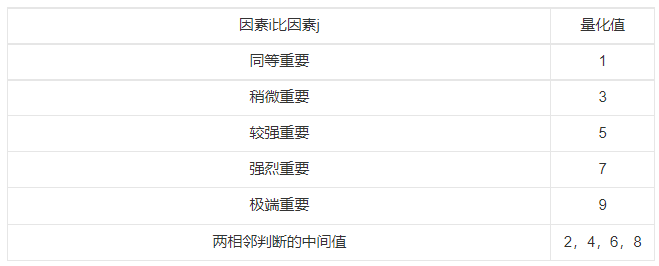 因素i比因素j 量化值
同等重要 1
稍微重要 3
较强重要 5
强烈重要 7
极端重要 9
两相邻判断的中间值 2，4，6，8